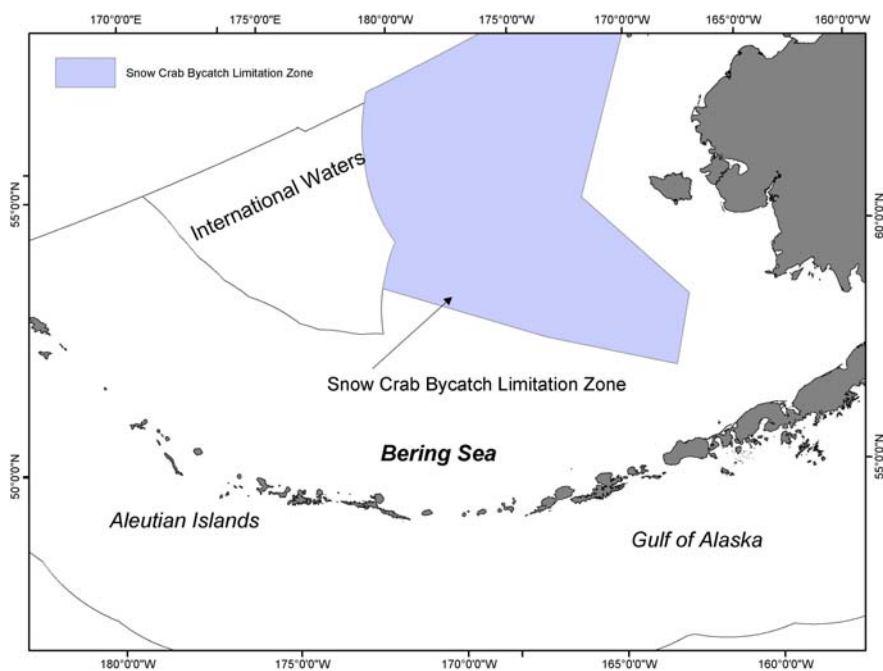 170°0'0"E
180°0'0"W
175°0'0"W
170°0'0"W
165°0'0"W
160°0'0"W
Snow Crab Bycatch Limitation Zone
International Waters
55°0'0"N
60°0'0"N
Snow Crab Bycatch Limitation Zone
Bering Sea
50°0'0"N
55°0'0"N
Aleutian Islands
Gulf of Alaska
180°0'0"W
175°0'0"W
170°0'0"W
165°0'0"W
160°0'0"W